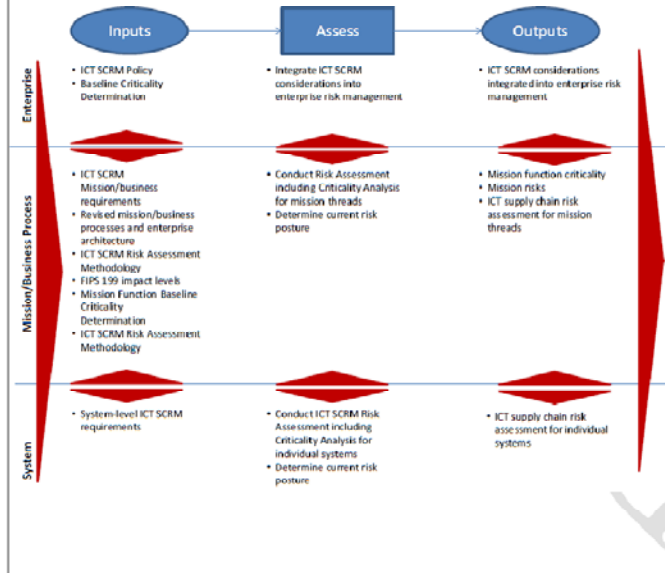 Inputs
Assess
Outputs
Enterprise
• ICT SCRM Policy
• Baseline Criticality
Determination
• Integrate ICT SCRM
considerations into
enterprise risk management
• ICT SCRM considerations
integrated into enterprise risk
management
Mission/Business Process
• ICT SCRM
Mission/business
requirements
• Revised mission/business
processes and enterprise
architecture
• ICT SCRM Risk Assessment
Methodology
• FIPS 199 impact levels
• Mission Function Baseline
Criticality
Determination
• ICT SCRM Risk Assessment
Methodology
• Conduct Risk Assessment
including Criticality Analysis
for mission threads
• Determine current risk
posture
• Mission function criticality
• Mission risks
• ICT supply chain risk
assessment for mission
threads
System
• System-level ICT SCRM
requirements
• Conduct ICT SCRM Risk
Assessment including
Criticality Analysis for
individual systems
• Determine current risk
posture
• ICT supply chain risk
assessment for individual
systems